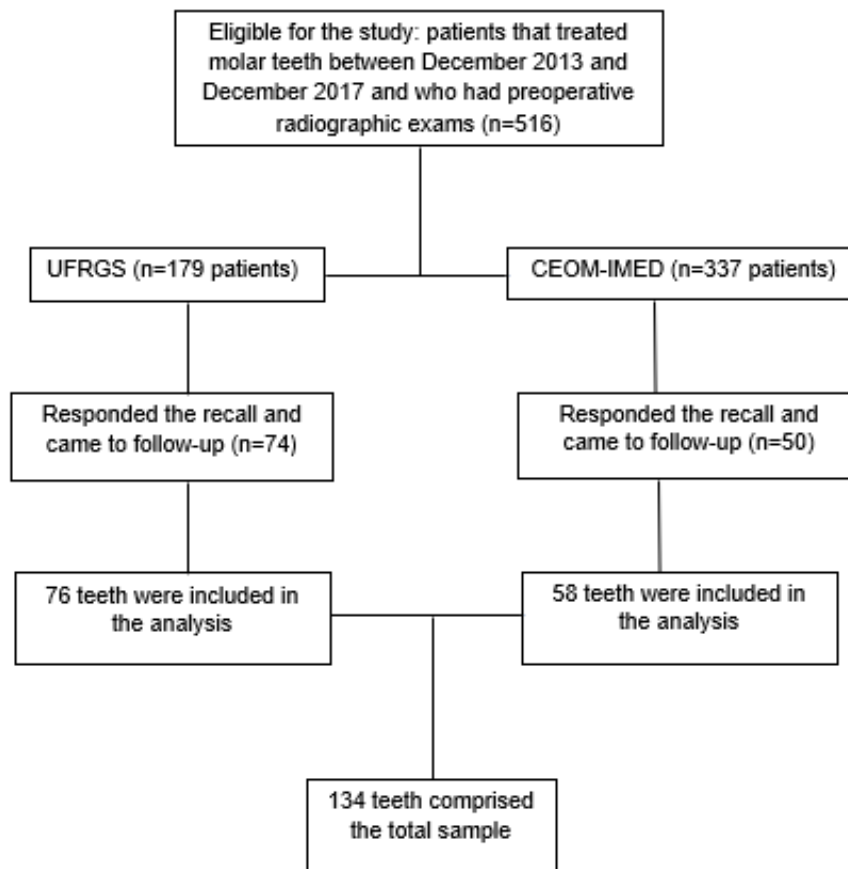 Eligible for the study: patients that treated
molar teeth between December 2013 and
December 2017 and who had preoperative
radiographic exams (n=516)
UFRGS (n=179 patients)
CEOM-IMED (n=337 patients)
Responded the recall and
came to follow-up (n=74)
Responded the recall and
came to follow-up (n=50)
76 teeth were included in
the analysis
58 teeth were included in
the analysis
134 teeth comprised
the total sample